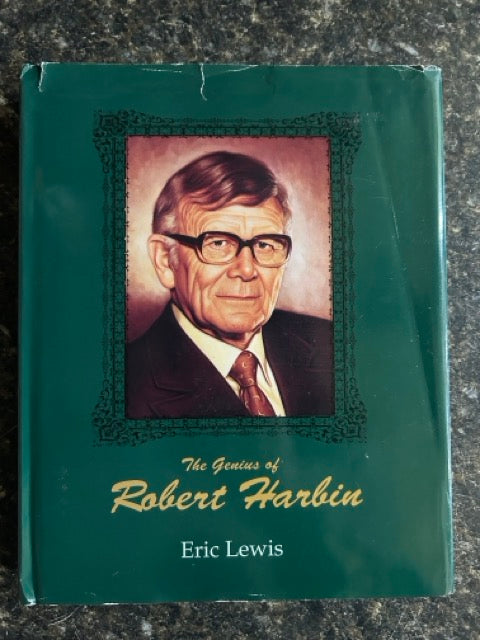 The Genius of
Robert Harbin
Eric Lewis